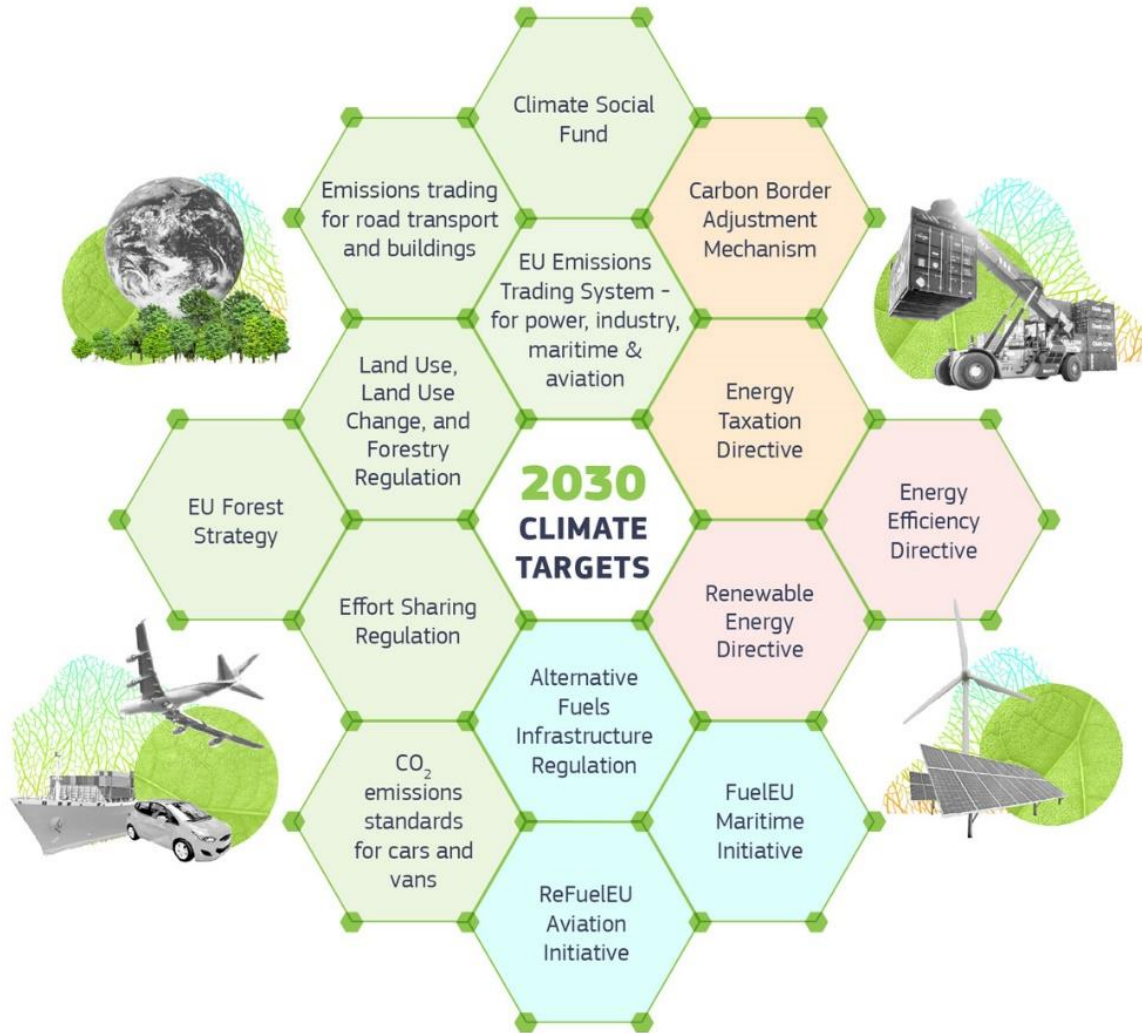 Climate Social
Fund
Emissions trading
for road transport
and buildings
Carbon Border
Adjustment
Mechanism
EU Emissions
Trading System -
for power, industry,
maritime &
aviation
Land Use,
Land Use
Change, and
Forestry
Regulation
Energy
Taxation
Directive
EU Forest
Strategy
2030
CLIMATE
TARGETS
Energy
Efficiency
Directive
Effort Sharing
Regulation
Renewable
Energy
Directive
Alternative
Fuels
Infrastructure
Regulation
CO₂
emissions
standards
for cars and
vans
FuelEU
Maritime
Initiative
ReFuelEU
Aviation
Initiative